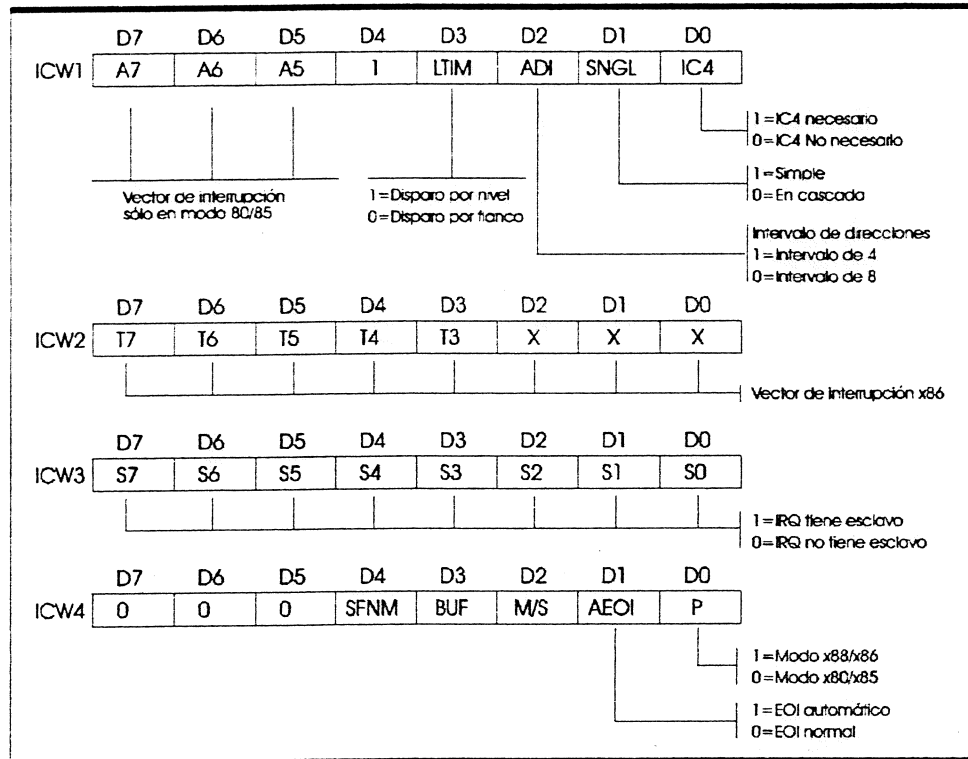 D7 D6 D5 D4 D3 D2 D1 D0
ICW1 A7 A6 A5 1 LTIM ADI SNGL IC4
1=IC4 necesario
0=IC4 No necesario
1=Simple
0=En cascada
Vector de interrupción
sólo en modo 80/85
1=Disparo por nivel
0=Disparo por flanco
Intervalo de direcciones
1=Intervalo de 4
0=Intervalo de 8
D7 D6 D5 D4 D3 D2 D1 D0
ICW2 T7 T6 T5 T4 T3 X X X
Vector de interrupción x86
D7 D6 D5 D4 D3 D2 D1 D0
ICW3 S7 S6 S5 S4 S3 S2 S1 S0
1=IRQ tiene esclavo
0=IRQ no tiene esclavo
D7 D6 D5 D4 D3 D2 D1 D0
ICW4 0 0 0 SFNM BUF M/S AEOI P
1=Modo x88/x86
0=Modo x80/x85
1=EOI automático
0=EOI normal